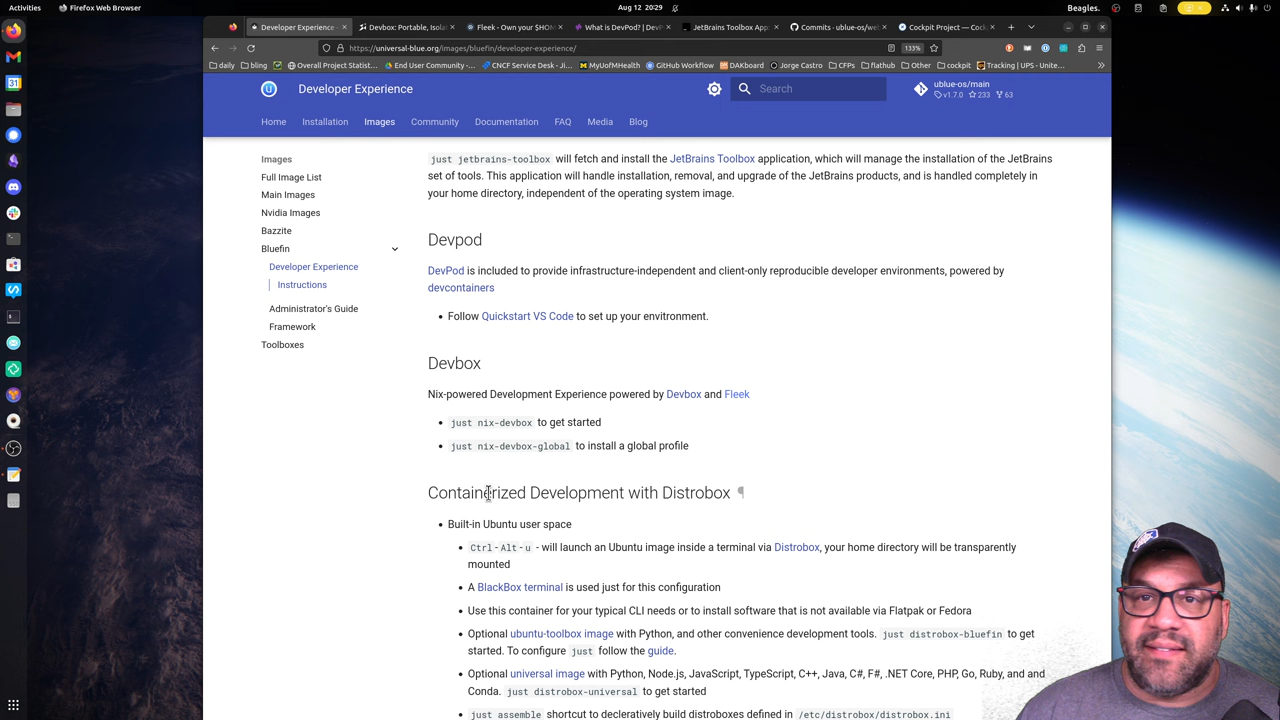 Activities
Firefox Web Browser
Aug 12 20:29
Beagles.
Developer Experience -
Devbox: Portable, Isola
Fleek - Own your $HOM
What is DevPod? | Dev
JetBrains Toolbox App:
Commits · ublue-os/we
Cockpit Project — Cock
https://universal-blue.org/images/bluefin/developer-experience/
133%
daily
bling
Overall Project Statist…
End User Community -…
CNCF Service Desk - Ji…
MyUofMHealth
GitHub Workflow
DAKboard
Jorge Castro
CFPs
flathub
Other
cockpit
Tracking | UPS - Unite…
Developer Experience
Search
ublue-os/main
v1.7.0 233 63
Home
Installation
Images
Community
Documentation
FAQ
Media
Blog
Images
Full Image List
Main Images
Nvidia Images
Bazzite
Bluefin
Developer Experience
Instructions
Administrator's Guide
Framework
Toolboxes
just jetbrains-toolbox will fetch and install the JetBrains Toolbox application, which will manage the installation of the JetBrains
set of tools. This application will handle installation, removal, and upgrade of the JetBrains products, and is handled completely in
your home directory, independent of the operating system image.
Devpod
DevPod is included to provide infrastructure-independent and client-only reproducible developer environments, powered by
devcontainers
Follow Quickstart VS Code to set up your envitronment.
Devbox
Nix-powered Development Experience powered by Devbox and Fleek
just nix-devbox to get started
just nix-devbox-global to install a global profile
Containerized Development with Distrobox ¶
Built-in Ubuntu user space
Ctrl-Alt-u - will launch an Ubuntu image inside a terminal via Distrobox, your home directory will be transparently
mounted
A BlackBox terminal is used just for this configuration
Use this container for your typical CLI needs or to install software that is not available via Flatpak or Fedora
Optional ubuntu-toolbox image with Python, and other convenience development tools. just distrobox-bluefin to get
started. To configure just follow the guide.
Optional universal image with Python, Node.js, JavaScript, TypeScript, C++, Java, C#, F#, .NET Core, PHP, Go, Ruby, and and
Conda. just distrobox-universal to get started
just assemble shortcut to decleratively build distroboxes defined in /etc/distrobox/distrobox.ini